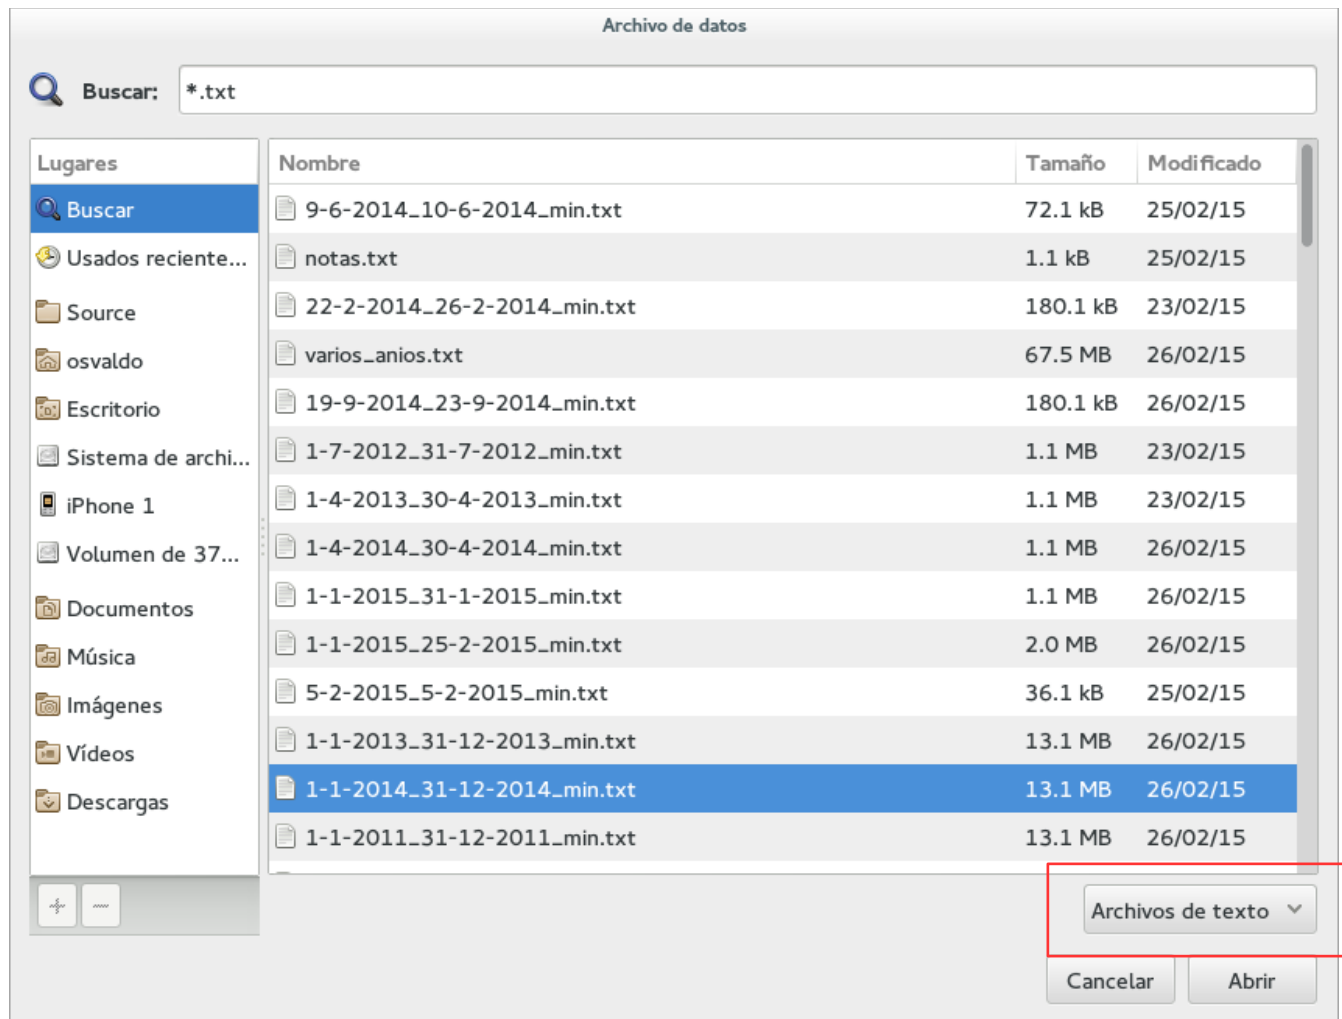 Archivo de datos
Buscar: *.txt
Lugares
Buscar
Usados reciente...
Source
osvaldo
Escritorio
Sistema de archi...
iPhone 1
Volumen de 37...
Documentos
Música
Imágenes
Vídeos
Descargas
Nombre Tamaño Modificado
9-6-2014_10-6-2014_min.txt 72.1 kB 25/02/15
notas.txt 1.1 kB 25/02/15
22-2-2014_26-2-2014_min.txt 180.1 kB 23/02/15
varios_anios.txt 67.5 MB 26/02/15
19-9-2014_23-9-2014_min.txt 180.1 kB 26/02/15
1-7-2012_31-7-2012_min.txt 1.1 MB 23/02/15
1-4-2013_30-4-2013_min.txt 1.1 MB 23/02/15
1-4-2014_30-4-2014_min.txt 1.1 MB 26/02/15
1-1-2015_31-1-2015_min.txt 1.1 MB 26/02/15
1-1-2015_25-2-2015_min.txt 2.0 MB 26/02/15
5-2-2015_5-2-2015_min.txt 36.1 kB 25/02/15
1-1-2013_31-12-2013_min.txt 13.1 MB 26/02/15
1-1-2014_31-12-2014_min.txt 13.1 MB 26/02/15
1-1-2011_31-12-2011_min.txt 13.1 MB 26/02/15
Archivos de texto
Cancelar Abrir